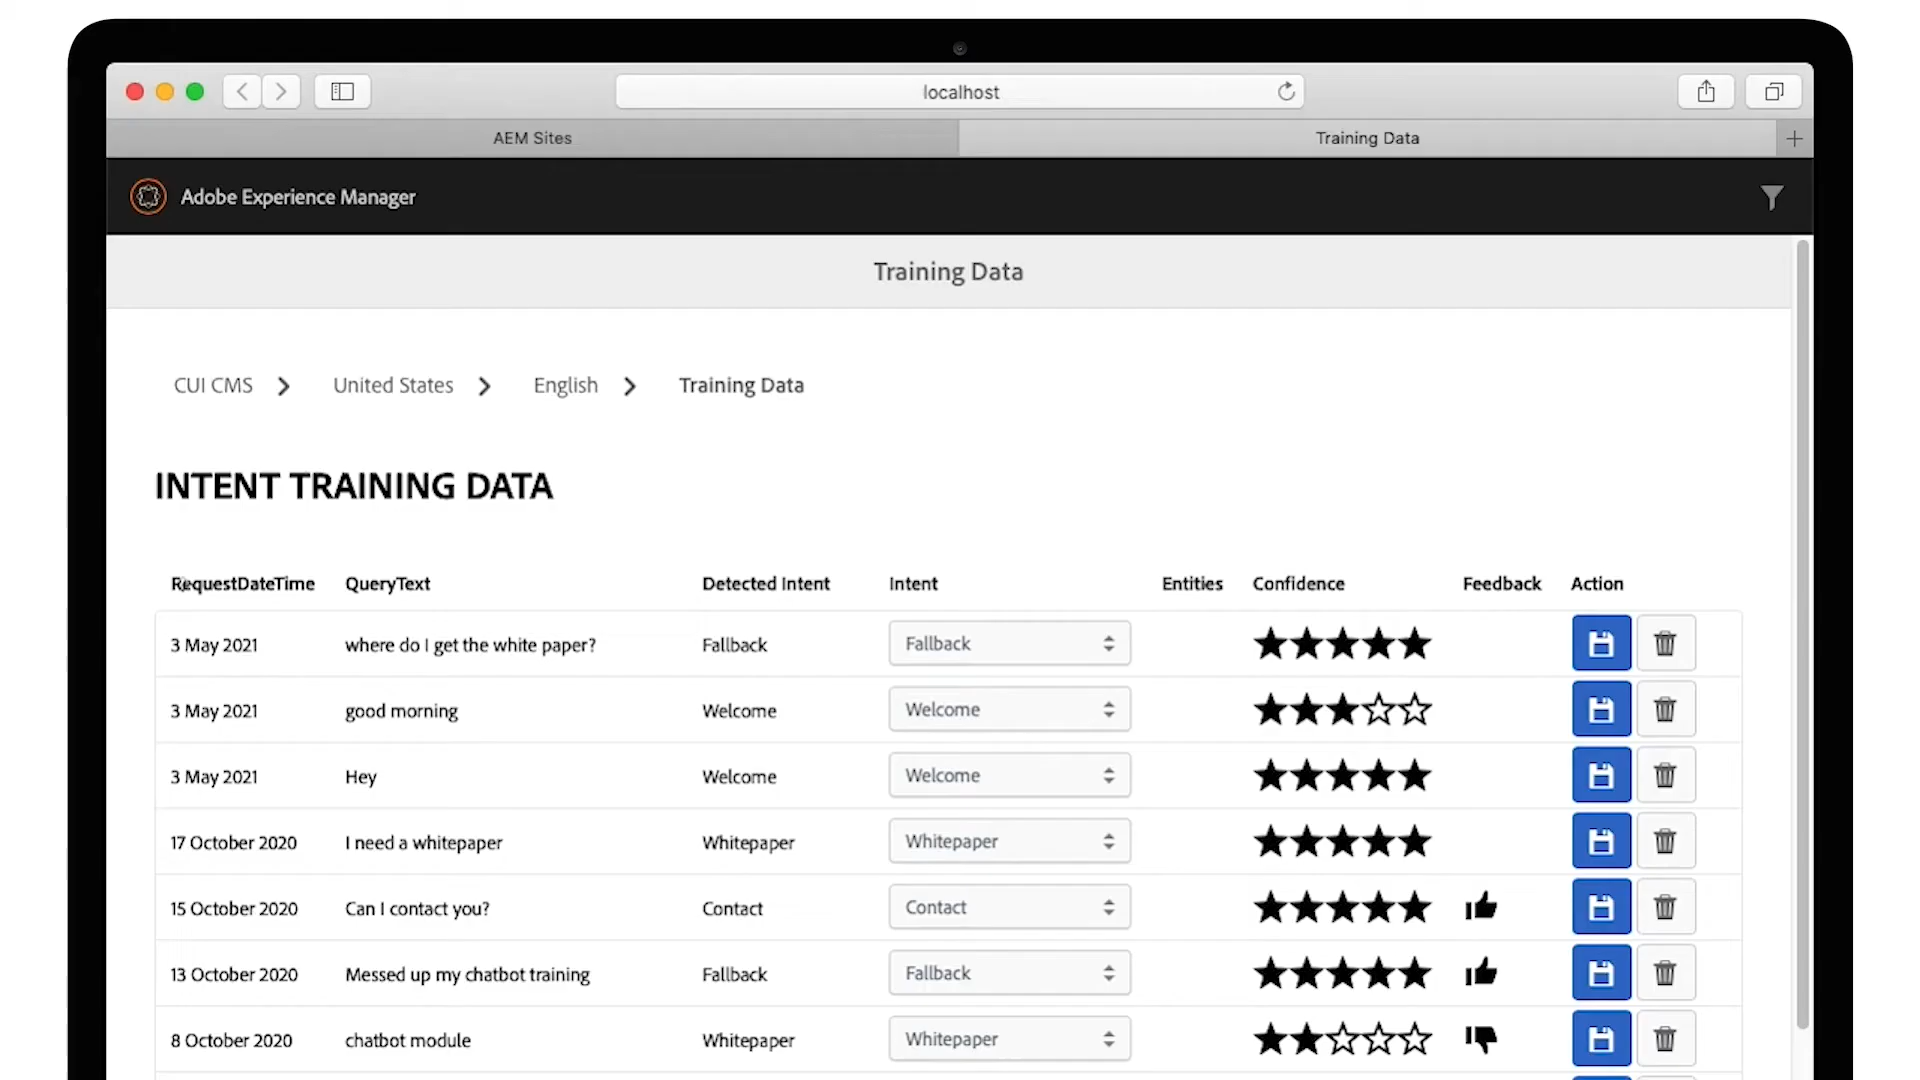 localhost
AEM Sites
Training Data
Adobe Experience Manager
Training Data
CUI CMS United States English Training Data
INTENT TRAINING DATA
RequestDateTime QueryText Detected Intent Intent Entities Confidence Feedback Action
3 May 2021 where do I get the white paper? Fallback Fallback
3 May 2021 good morning Welcome Welcome
3 May 2021 Hey Welcome Welcome
17 October 2020 I need a whitepaper Whitepaper Whitepaper
15 October 2020 Can I contact you? Contact Contact
13 October 2020 Messed up my chatbot training Fallback Fallback
8 October 2020 chatbot module Whitepaper Whitepaper